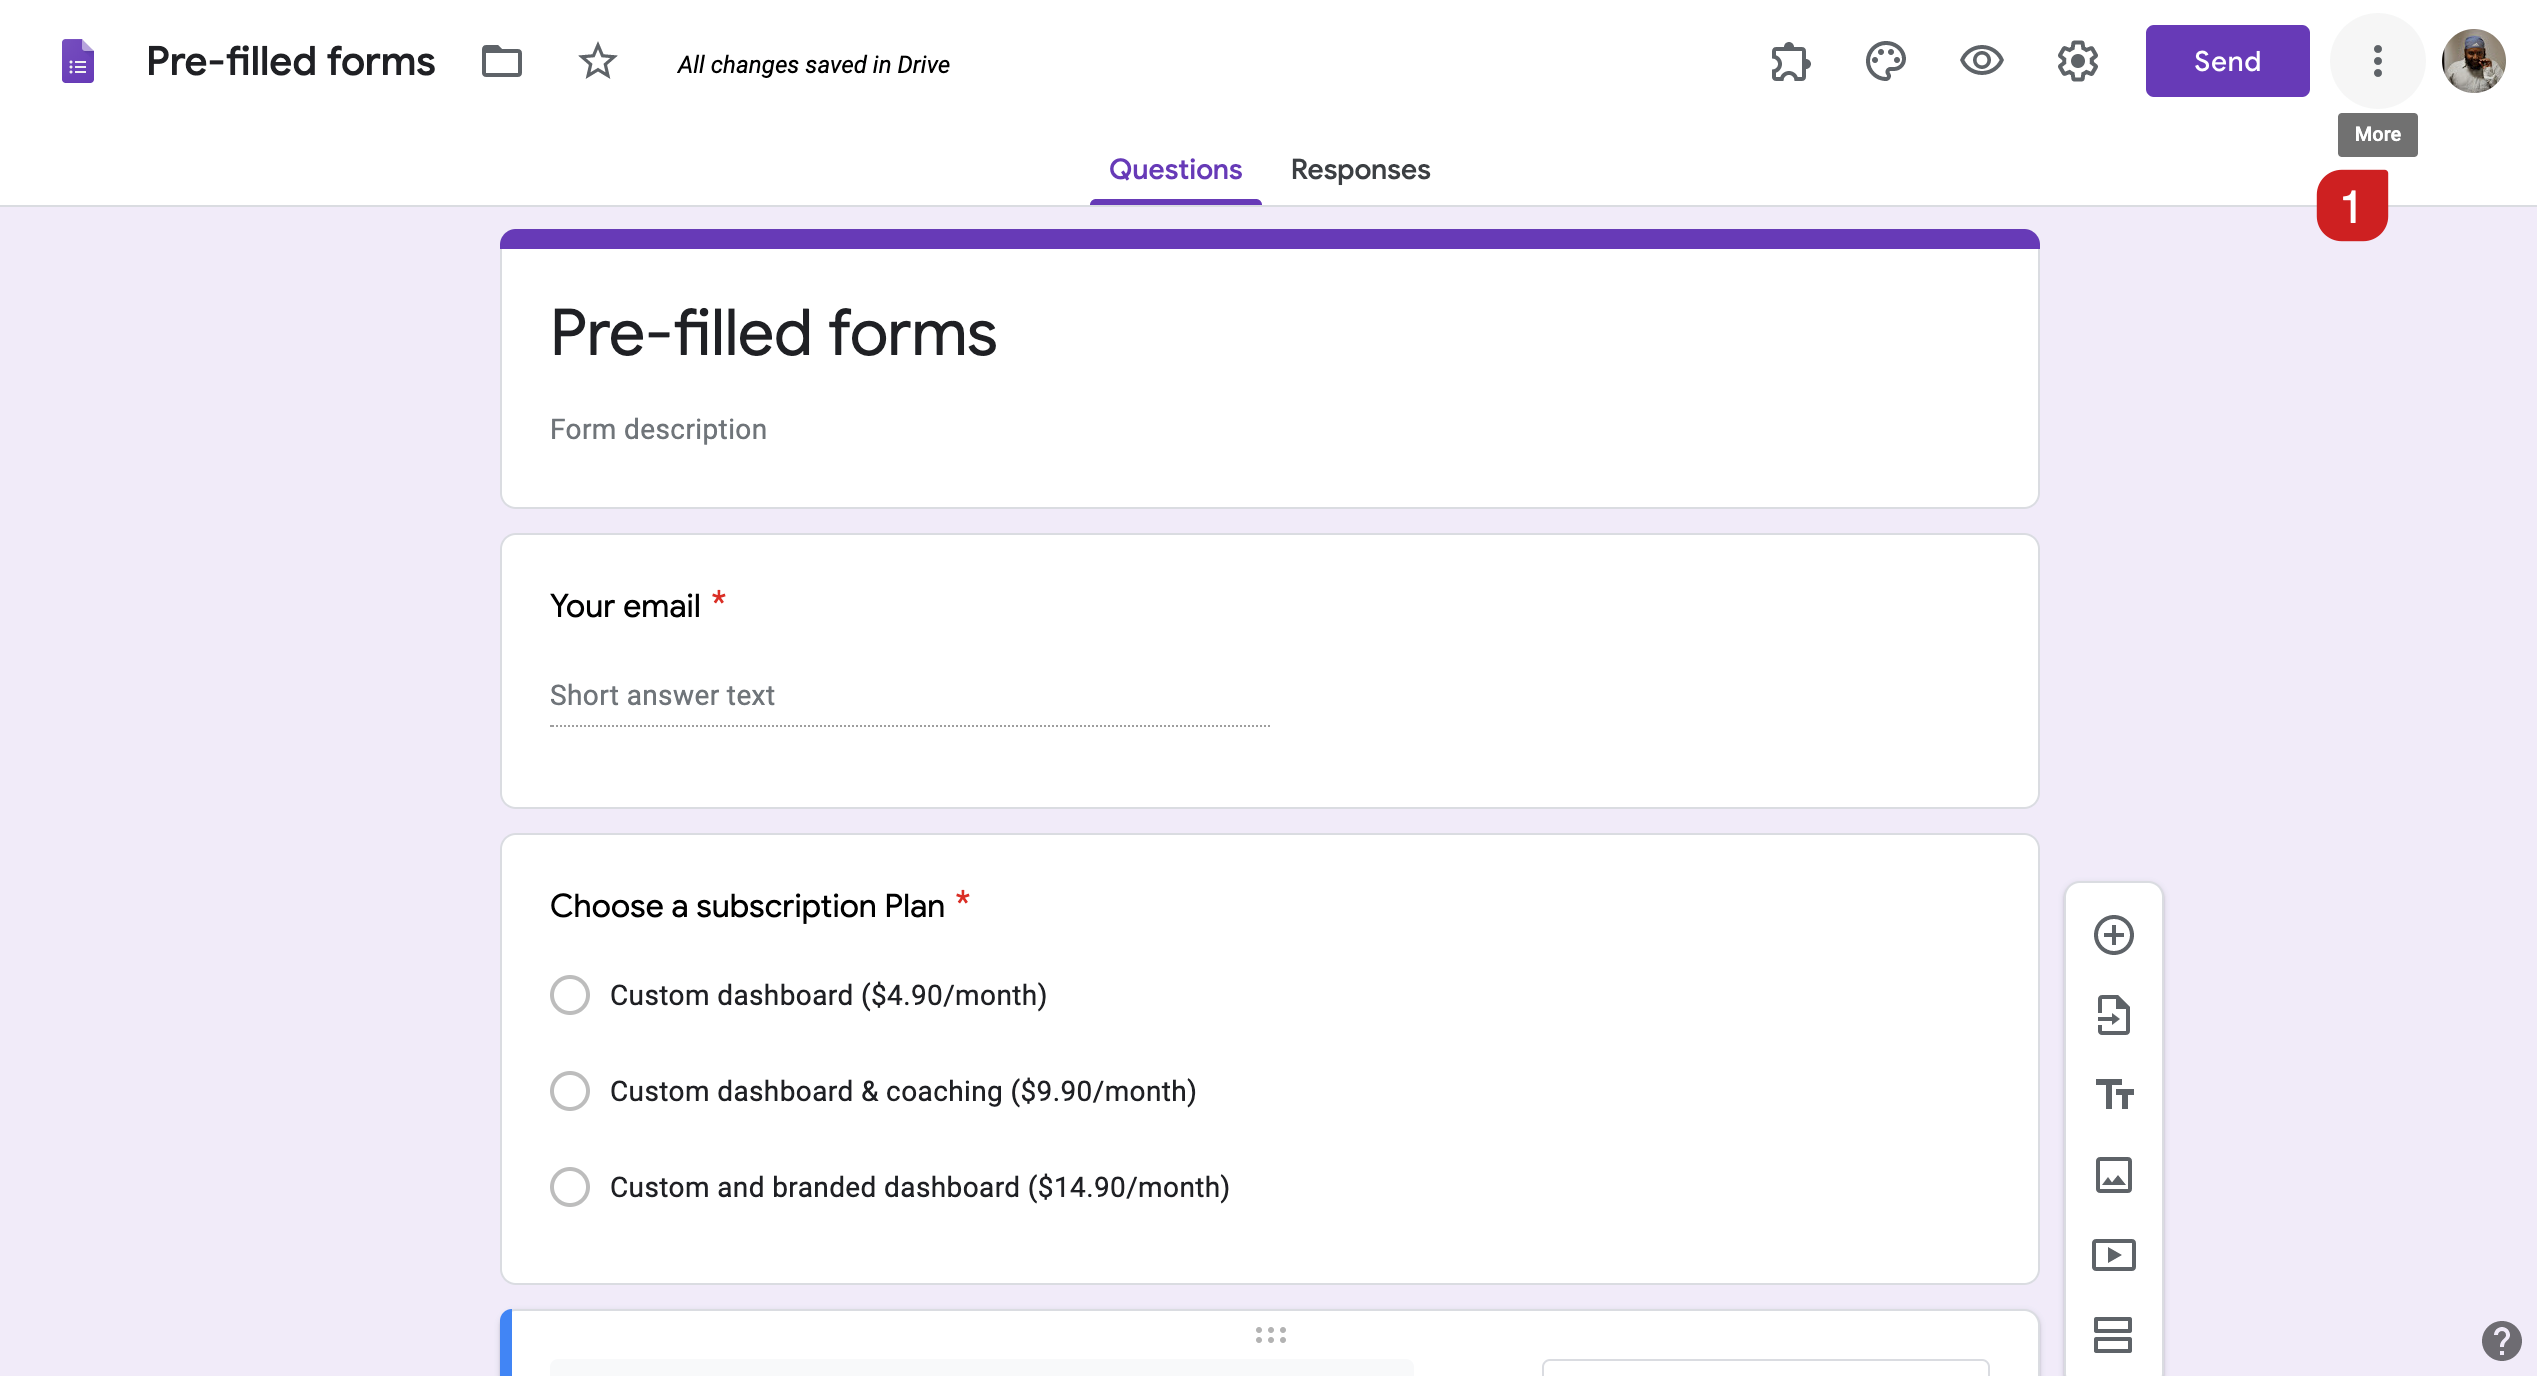 Pre-filled forms
All changes saved in Drive
Send
More
Questions
Responses
1
Pre-filled forms
Form description
Your email *
Short answer text
Choose a subscription Plan *
Custom dashboard ($4.90/month)
Custom dashboard & coaching ($9.90/month)
Custom and branded dashboard ($14.90/month)